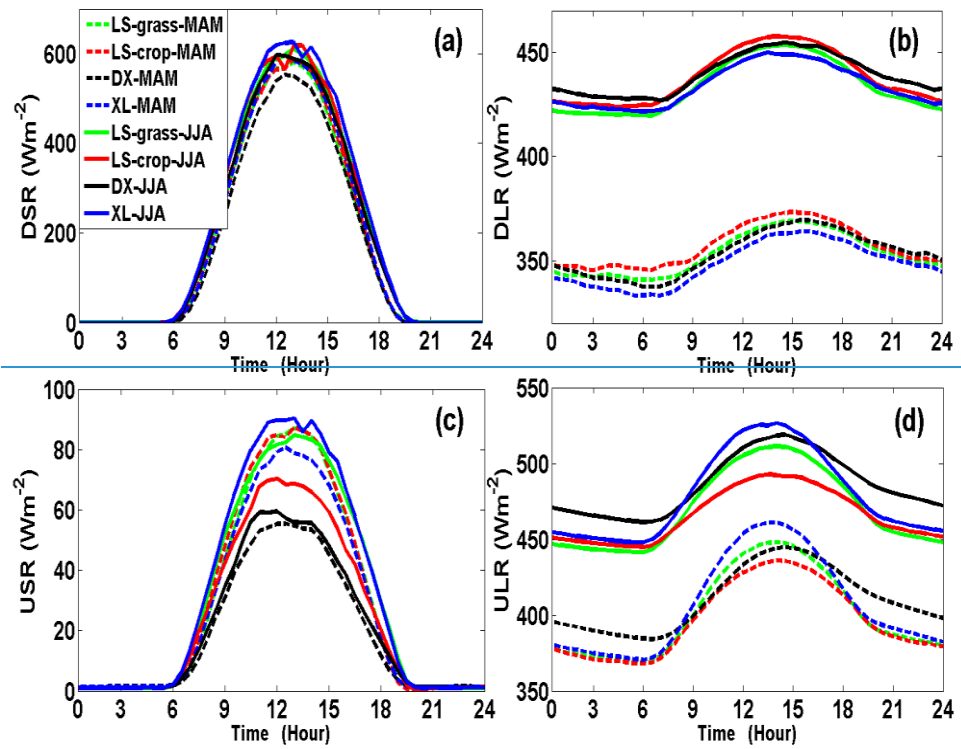 (a)
LS-grass-MAM
LS-crop-MAM
DX-MAM
XL-MAM
LS-grass-JJA
LS-crop-JJA
DX-JJA
XL-JJA
DSR (Wm⁻²)
600
400
200
0
0 3 6 9 12 15 18 21 24
Time (Hour)
(b)
DLR (Wm⁻²)
450
400
350
0 3 6 9 12 15 18 21 24
Time (Hour)
(c)
USR (Wm⁻²)
100
80
60
40
20
0
0 3 6 9 12 15 18 21 24
Time (Hour)
(d)
ULR (Wm⁻²)
550
500
450
400
350
0 3 6 9 12 15 18 21 24
Time (Hour)